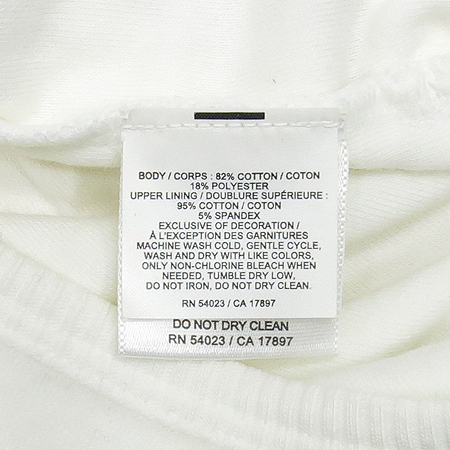 BODY / CORPS : 82% COTTON / COTON
18% POLYESTER
UPPER LINING / DOUBLURE SUPÉRIEURE :
95% COTTON / COTON
5% SPANDEX
EXCLUSIVE OF DECORATION /
À L'EXCEPTION DES GARNITURES
MACHINE WASH COLD, GENTLE CYCLE,
WASH AND DRY WITH LIKE COLORS,
ONLY NON-CHLORINE BLEACH WHEN
NEEDED, TUMBLE DRY LOW,
DO NOT IRON, DO NOT DRY CLEAN.
RN 54023 / CA 17897
DO NOT DRY CLEAN
RN 54023 / CA 17897